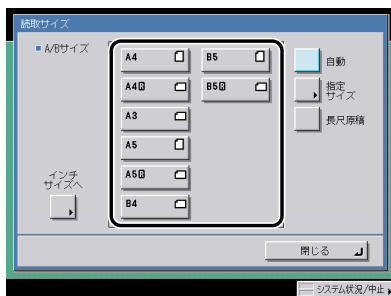 読取サイズ
A/Bサイズ
A4
B5
自動
A4R
B5R
指定
サイズ
A3
長尺原稿
A5
インチ
サイズへ
A5R
B4
閉じる
システム状況/中止